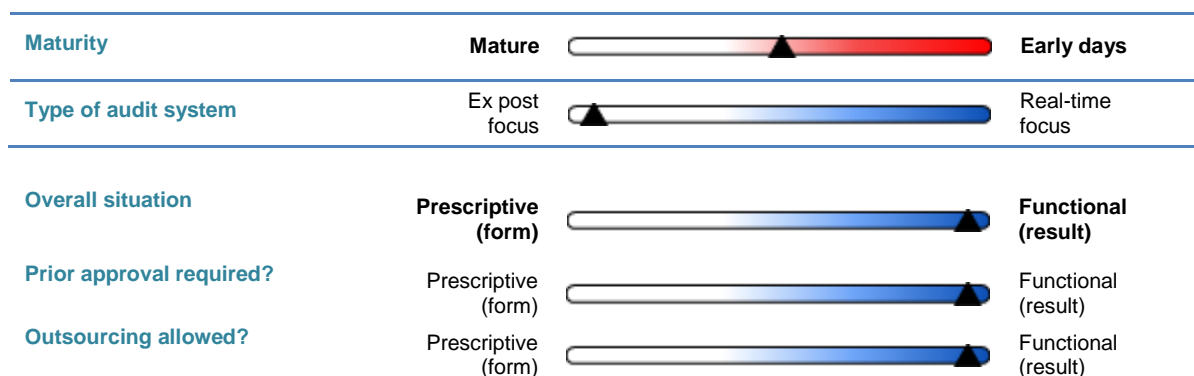 Maturity
Mature
Early days
Type of audit system
Ex post
focus
Real-time
focus
Overall situation
Prescriptive
(form)
Functional
(result)
Prior approval required?
Prescriptive
(form)
Functional
(result)
Outsourcing allowed?
Prescriptive
(form)
Functional
(result)